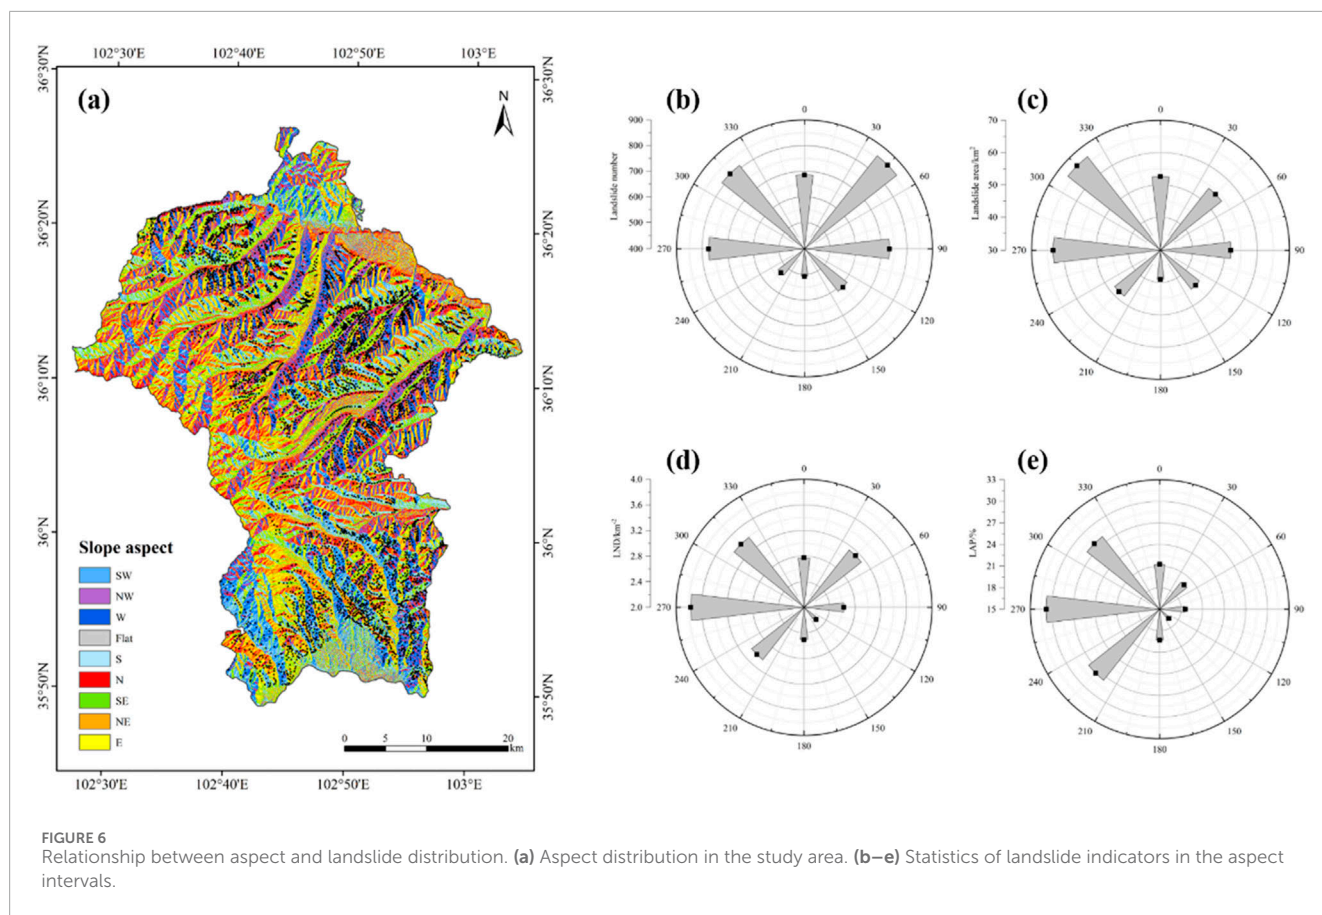 102°30'E 102°40'E 102°50'E 103°E
36°30'N 36°20'N 36°10'N 36°N 35°50'N
36°30'N 36°20'N 36°10'N 36°N 35°50'N
(a)
N
Slope aspect
SW
NW
W
Flat
S
N
SE
NE
E
0 5 10 20
km
102°30'E 102°40'E 102°50'E 103°E
(b)
900
800
700
600
500
400
Landslide number
0 30 60 90 120 150 180 210 240 270 300 330
(c)
70
60
50
40
30
Landslide area/km²
0 30 60 90 120 150 180 210 240 270 300 330
(d)
4.0
3.6
3.2
2.8
2.4
2.0
LND/km⁻²
0 30 60 90 120 150 180 210 240 270 300 330
(e)
33
30
27
24
21
18
15
LAP/%
0 30 60 90 120 150 180 210 240 270 300 330
FIGURE 6
Relationship between aspect and landslide distribution. (a) Aspect distribution in the study area. (b–e) Statistics of landslide indicators in the aspect
intervals.